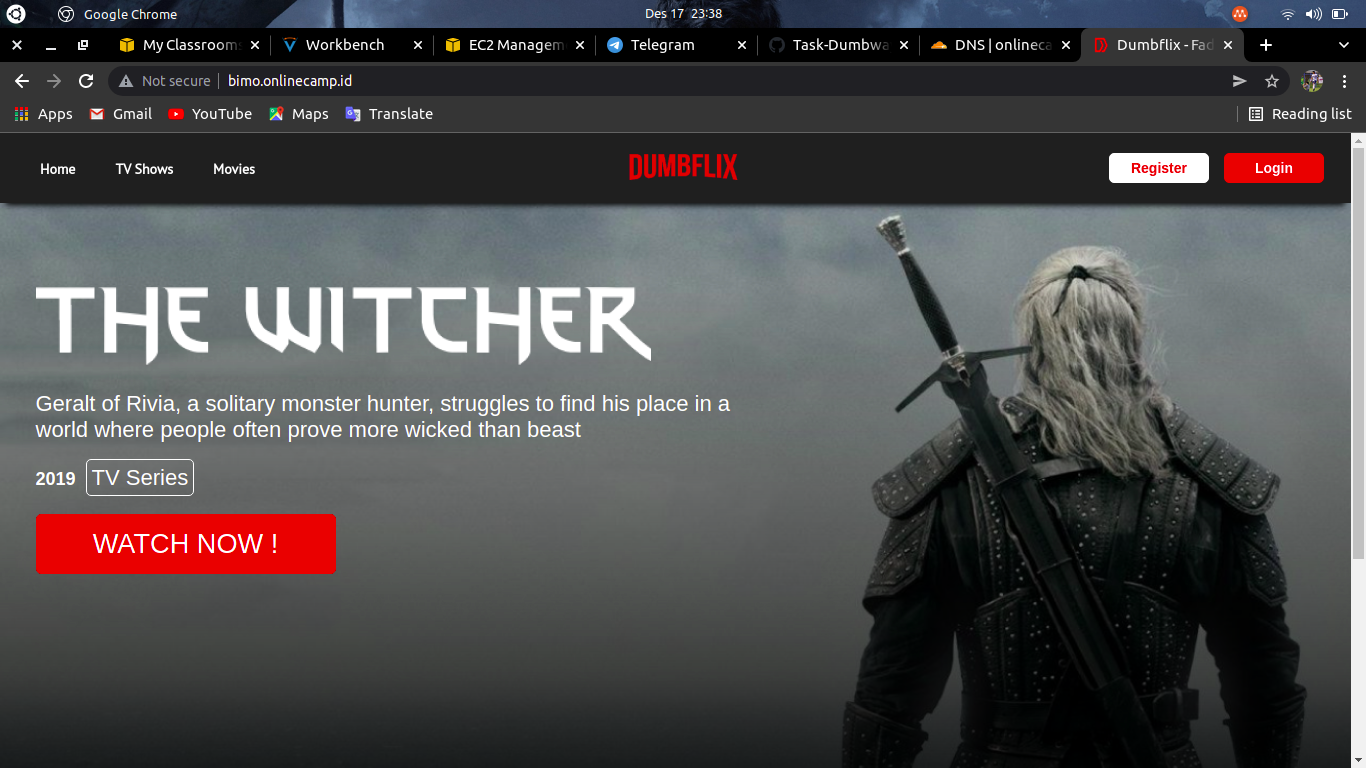 Google Chrome
Des 17 23:38
My Classrooms
Workbench
EC2 Managem
Telegram
Task-Dumbwa
DNS | onlineca
Dumbflix - Fad
Not secure
bimo.onlinecamp.id
Apps
Gmail
YouTube
Maps
Translate
Reading list
Home
TV Shows
Movies
DUMBFLIX
Register
Login
THE WITCHER
Geralt of Rivia, a solitary monster hunter, struggles to find his place in a
world where people often prove more wicked than beast
2019 TV Series
WATCH NOW !